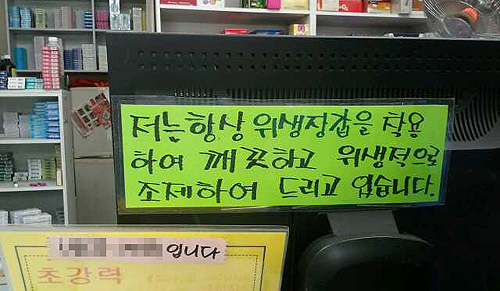 저는 항상 위생장갑을 착용
하여 깨끗하고 위생적으로
조제하여 드리고 있습니다.
입니다
초강력